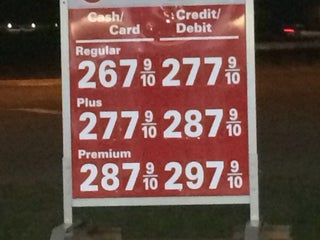 Cash/ Credit/
Card Debit
Regular
267 9/10 277 9/10
Plus
277 9/10 287 9/10
Premium
287 9/10 297 9/10